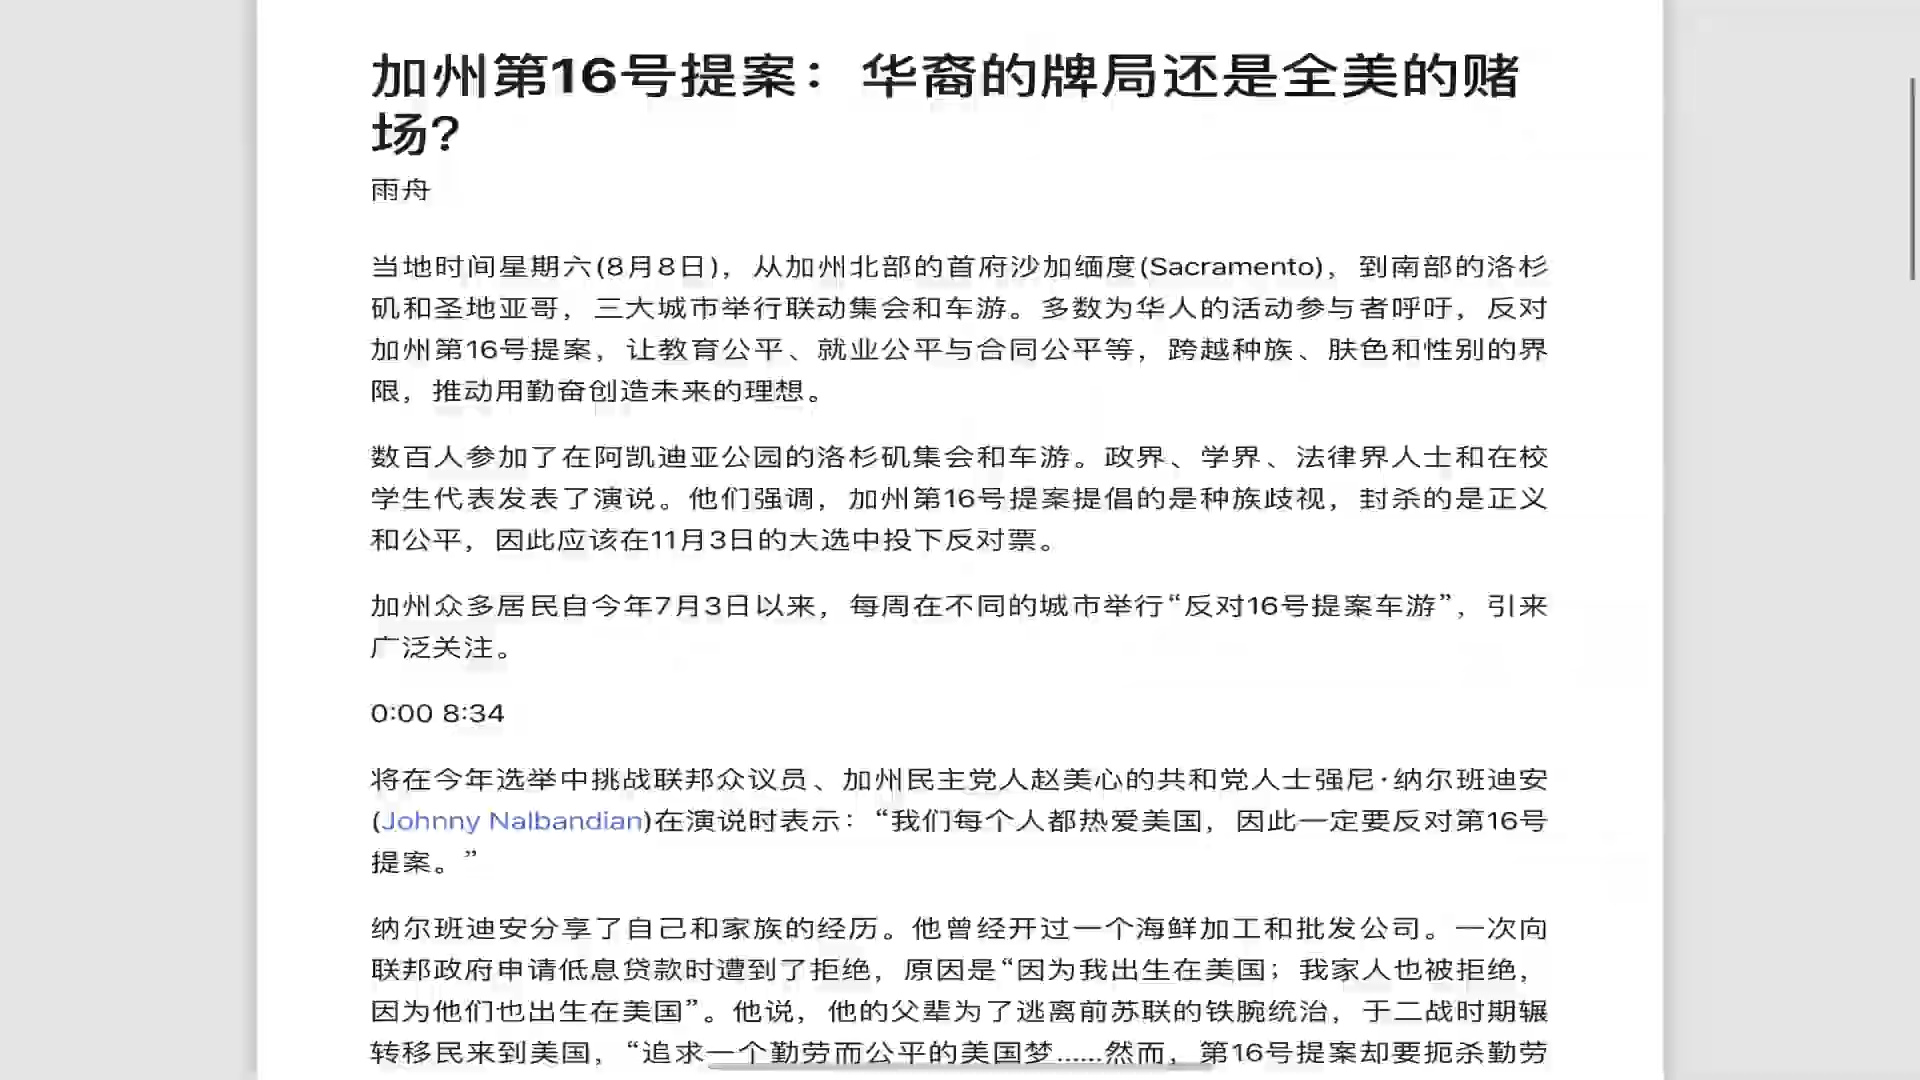 加州第16号提案：华裔的牌局还是全美的赌
场?
雨舟
当地时间星期六(8月8日)，从加州北部的首府沙加缅度(Sacramento)，到南部的洛杉
矶和圣地亚哥，三大城市举行联动集会和车游。多数为华人的活动参与者呼吁，反对
加州第16号提案，让教育公平、就业公平与合同公平等，跨越种族、肤色和性别的界
限，推动用勤奋创造未来的理想。
数百人参加了在阿凯迪亚公园的洛杉矶集会和车游。政界、学界、法律界人士和在校
学生代表发表了演说。他们强调，加州第16号提案提倡的是种族歧视，封杀的是正义
和公平，因此应该在11月3日的大选中投下反对票。
加州众多居民自今年7月3日以来，每周在不同的城市举行“反对16号提案车游”，引来
广泛关注。
0:00 8:34
将在今年选举中挑战联邦众议员、加州民主党人赵美心的共和党人士强尼·纳尔班迪安
(Johnny Nalbandian)在演说时表示：“我们每个人都热爱美国，因此一定要反对第16号
提案。”
纳尔班迪安分享了自己和家族的经历。他曾经开过一个海鲜加工和批发公司。一次向
联邦政府申请低息贷款时遭到了拒绝，原因是“因为我出生在美国；我家人也被拒绝，
因为他们也出生在美国”。他说，他的父辈为了逃离前苏联的铁腕统治，于二战时期辗
转移民来到美国，“追求一个勤劳而公平的美国梦......然而，第16号提案却要扼杀勤劳